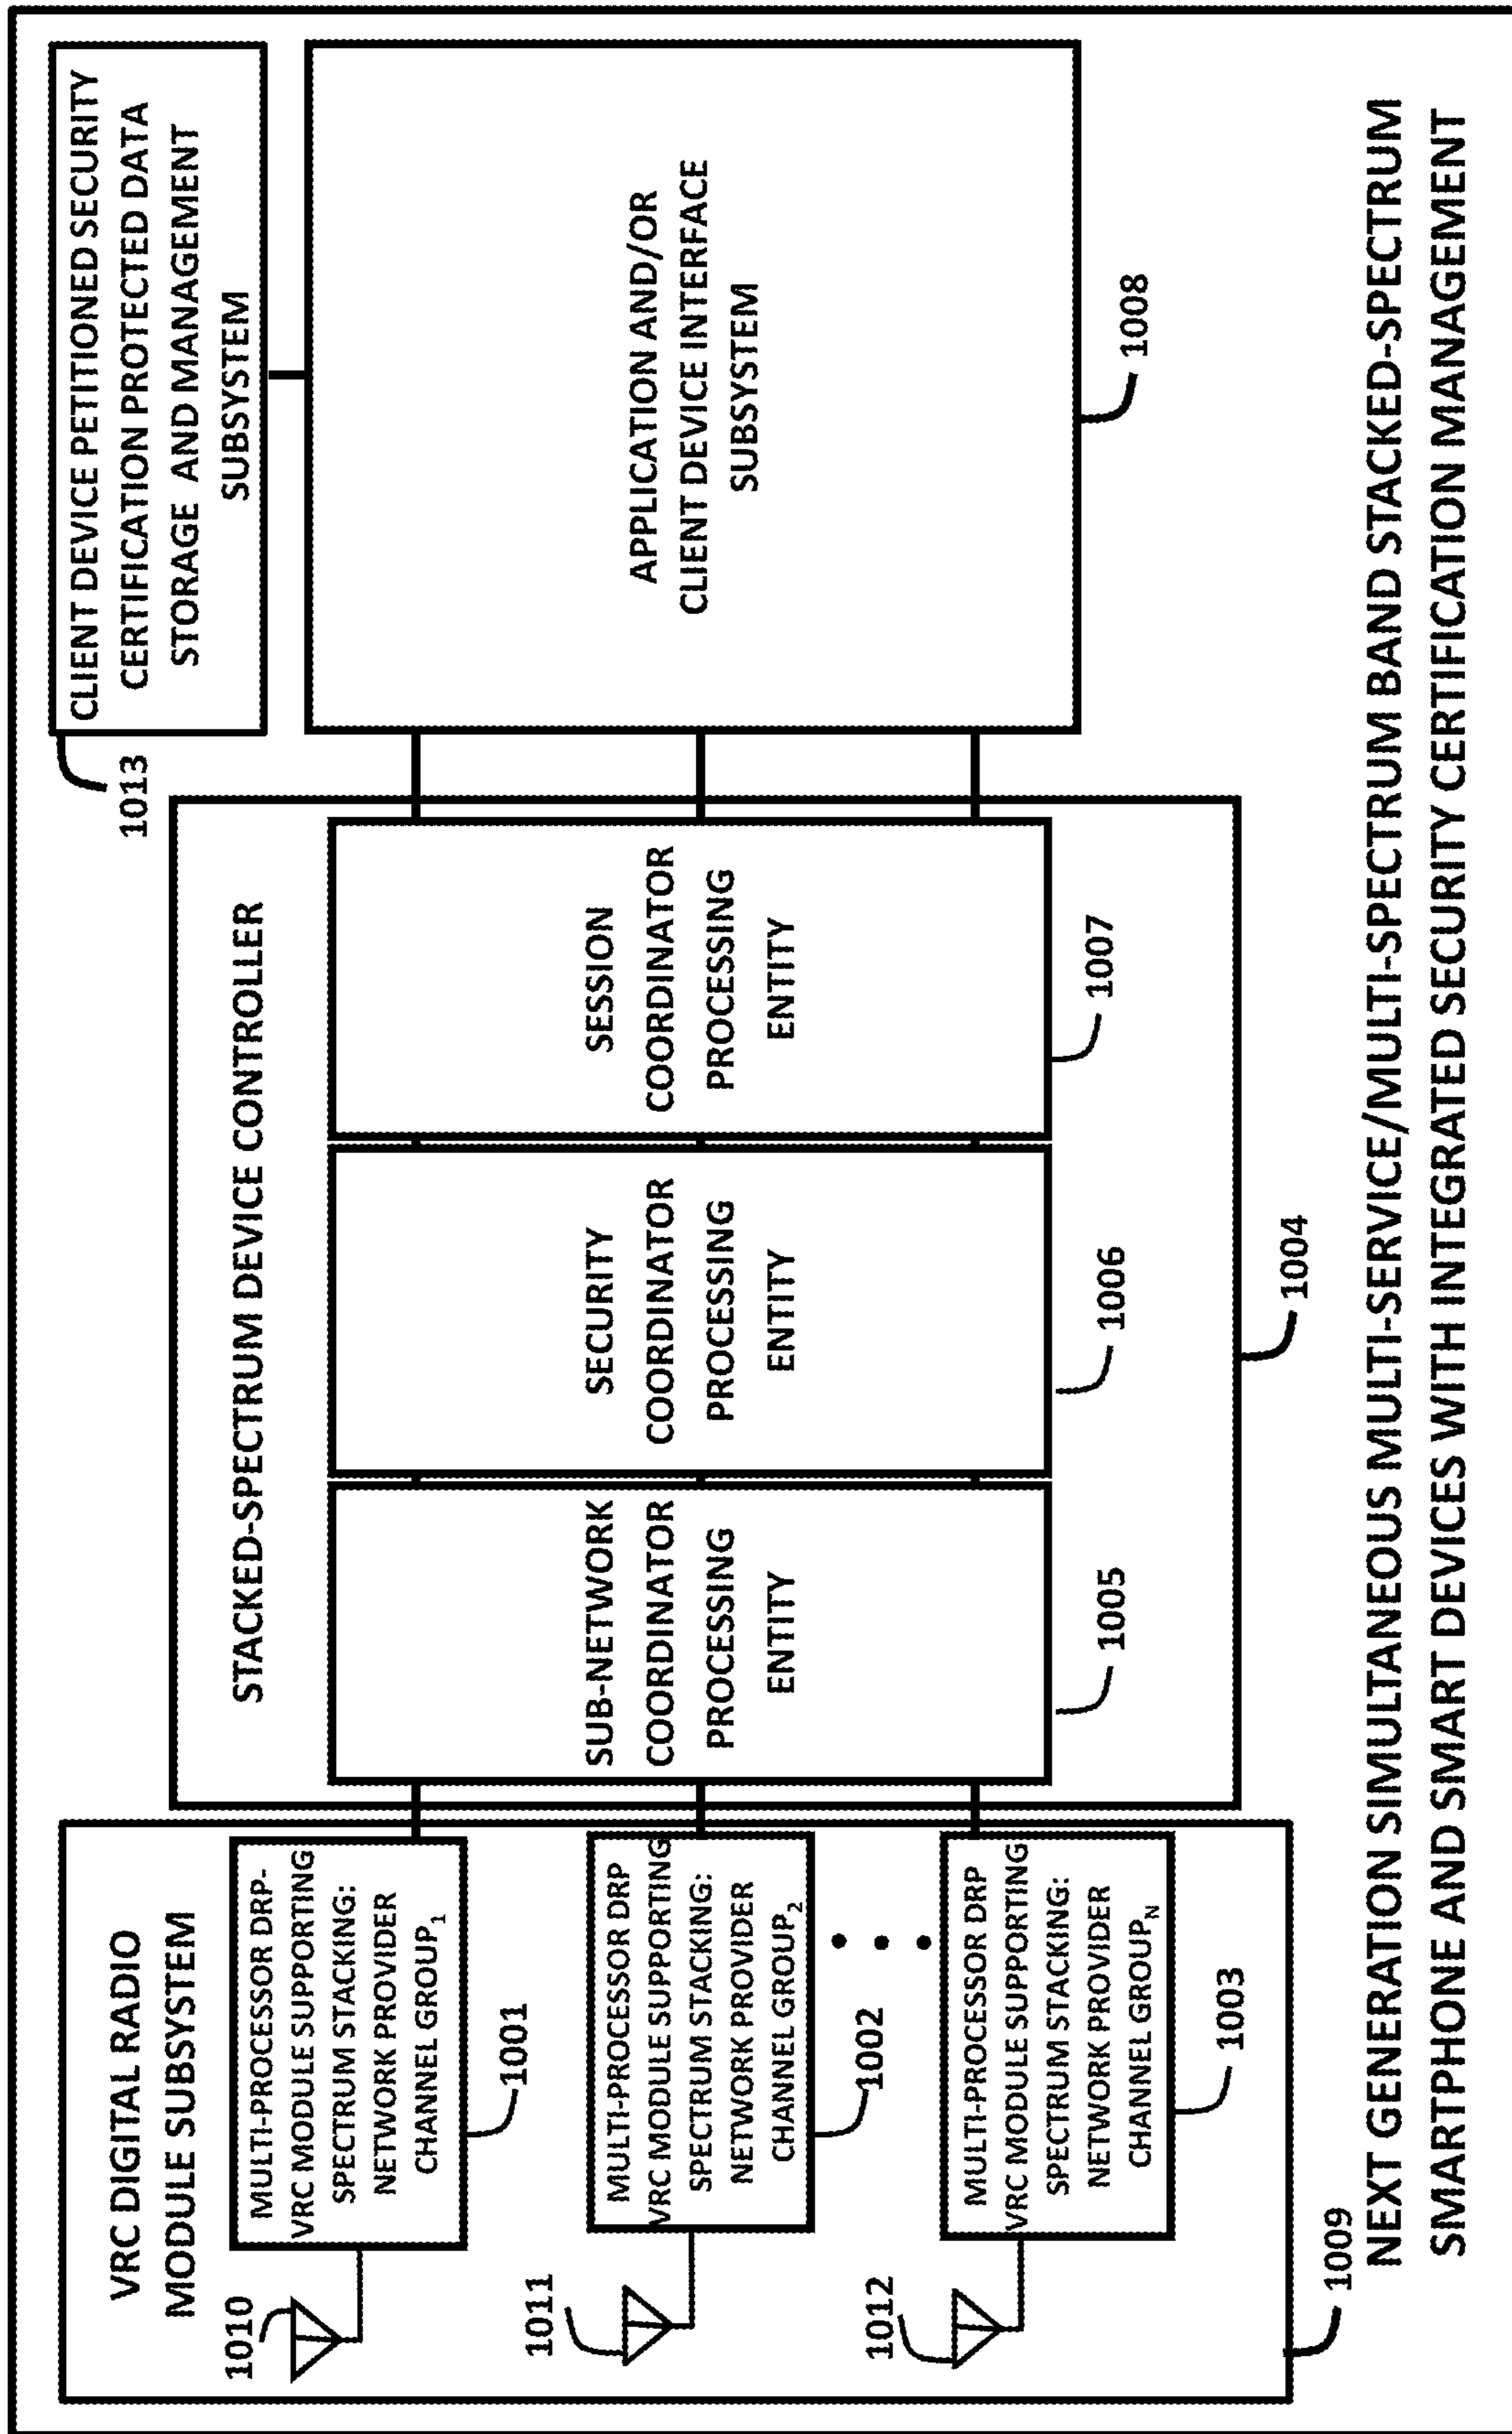 VRC DIGITAL RADIO
MODULE SUBSYSTEM
1010
MULTI-PROCESSOR DRP-
VRC MODULE SUPPORTING
SPECTRUM STACKING:
NETWORK PROVIDER
CHANNEL GROUP1
1001
1011
MULTI-PROCESSOR DRP
VRC MODULE SUPPORTING
SPECTRUM STACKING:
NETWORK PROVIDER
CHANNEL GROUP2
1002
1012
MULTI-PROCESSOR DRP
VRC MODULE SUPPORTING
SPECTRUM STACKING:
NETWORK PROVIDER
CHANNEL GROUPN
1003
1009
STACKED-SPECTRUM DEVICE CONTROLLER
SUB-NETWORK
COORDINATOR
PROCESSING
ENTITY
1005
SECURITY
COORDINATOR
PROCESSING
ENTITY
1006
SESSION
COORDINATOR
PROCESSING
ENTITY
1007
1004
CLIENT DEVICE PETITIONED SECURITY
CERTIFICATION PROTECTED DATA
STORAGE AND MANAGEMENT
SUBSYSTEM
1013
APPLICATION AND/OR
CLIENT DEVICE INTERFACE
SUBSYSTEM
1008
NEXT GENERATION SIMULTANEOUS MULTI-SERVICE/MULTI-SPECTRUM BAND STACKED-SPECTRUM
SMARTPHONE AND SMART DEVICES WITH INTEGRATED SECURITY CERTIFICATION MANAGEMENT